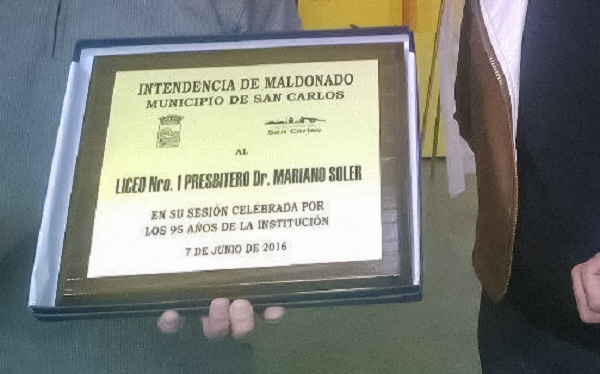 INTENDENCIA DE MALDONADO
MUNICIPIO DE SAN CARLOS
San Carlos
AL
LICEO Nro. 1 PRESBITERO Dr. MARIANO SOLER
EN SU SESIÓN CELEBRADA POR
LOS 95 AÑOS DE LA INSTITUCIÓN
7 DE JUNIO DE 2016